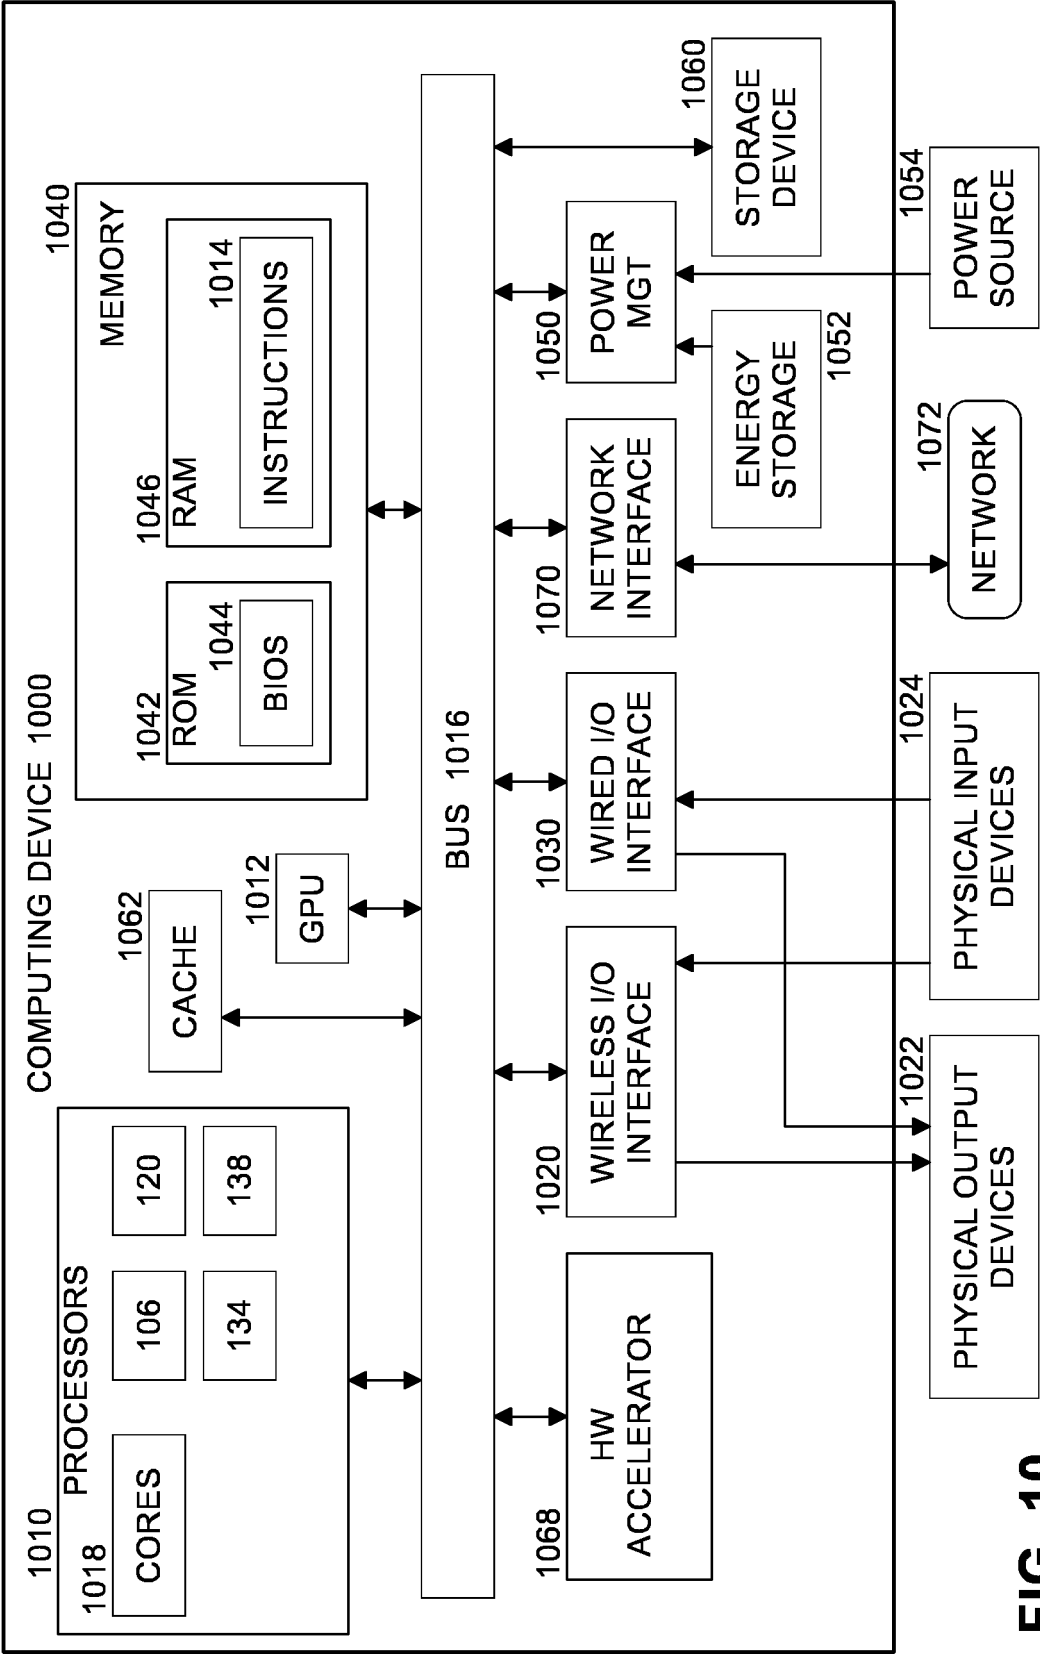 COMPUTING DEVICE 1000
1010
PROCESSORS
1018
CORES
106
120
134
138
1062
CACHE
1012
GPU
1040
MEMORY
1042
ROM
1044
BIOS
1046
RAM
1014
INSTRUCTIONS
BUS 1016
1068
HW
ACCELERATOR
1020
WIRELESS I/O
INTERFACE
1030
WIRED I/O
INTERFACE
1070
NETWORK
INTERFACE
1050
POWER
MGT
1060
STORAGE
DEVICE
ENERGY
STORAGE
1052
1022
PHYSICAL OUTPUT
DEVICES
1024
PHYSICAL INPUT
DEVICES
1072
NETWORK
1054
POWER
SOURCE
FIG. 10